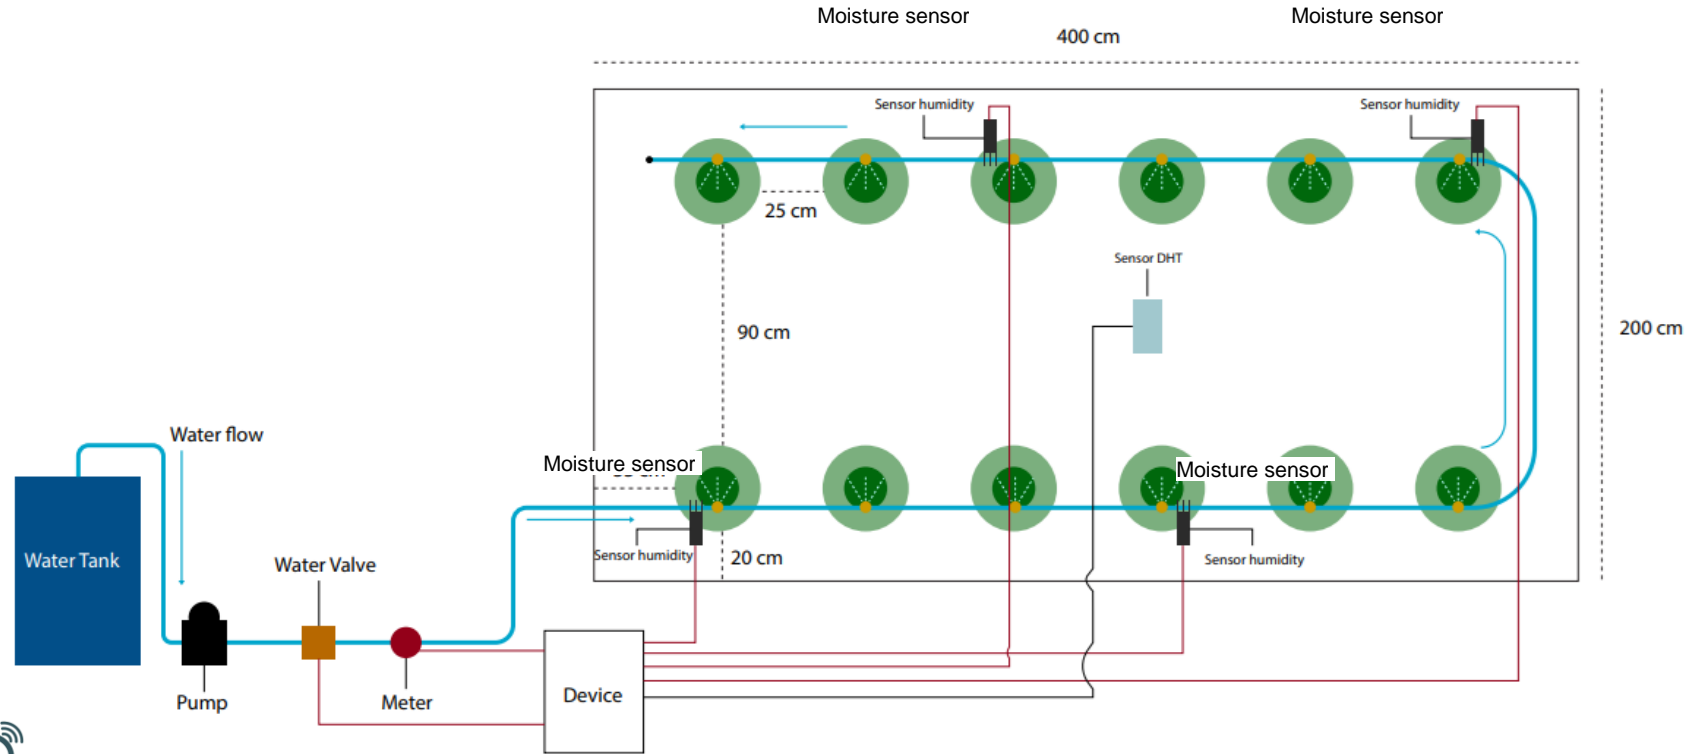 Moisture sensor
Moisture sensor
400 cm
Sensor humidity
Sensor humidity
25 cm
Sensor DHT
90 cm
200 cm
Water flow
Moisture sensor
Moisture sensor
cm
Water Tank
Sensor humidity
20 cm
Sensor humidity
Water Valve
Pump
Meter
Device